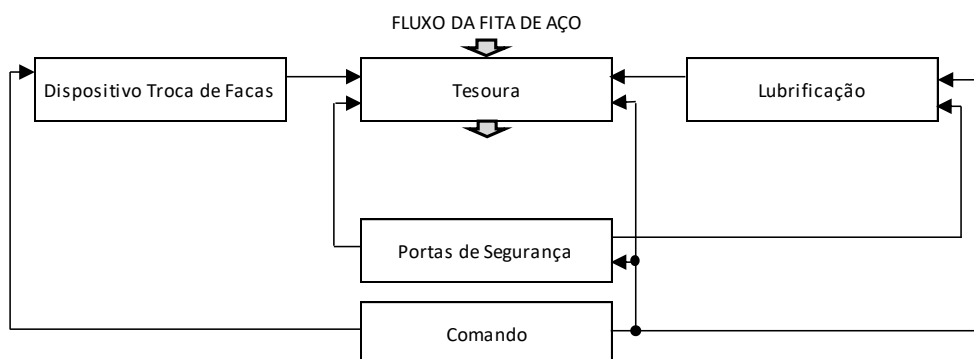 FLUXO DA FITA DE AÇO
Dispositivo Troca de Facas
Tesoura
Lubrificação
Portas de Segurança
Comando